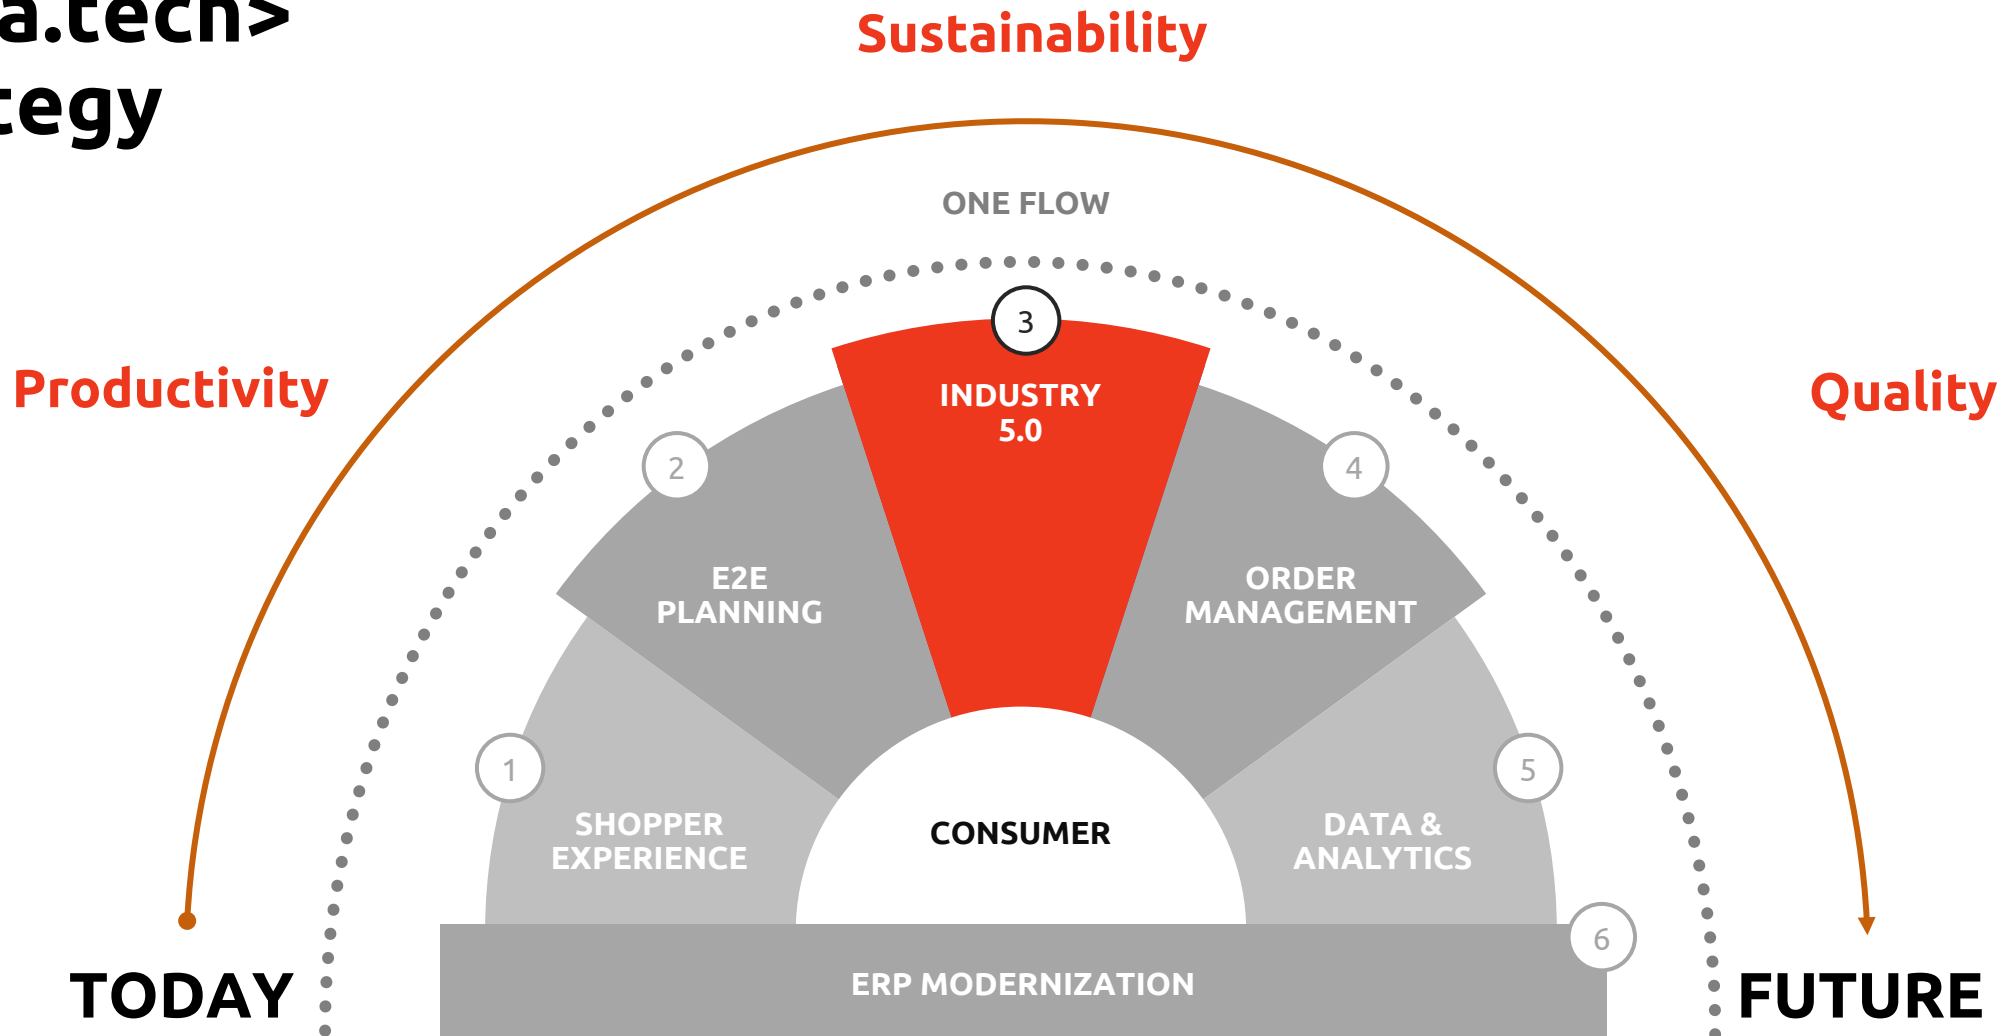 a.tech>
tegy
Sustainability
ONE FLOW
3
INDUSTRY
5.0
Productivity
Quality
2
4
E2E
PLANNING
ORDER
MANAGEMENT
1
5
SHOPPER
EXPERIENCE
CONSUMER
DATA &
ANALYTICS
6
ERP MODERNIZATION
TODAY
FUTURE